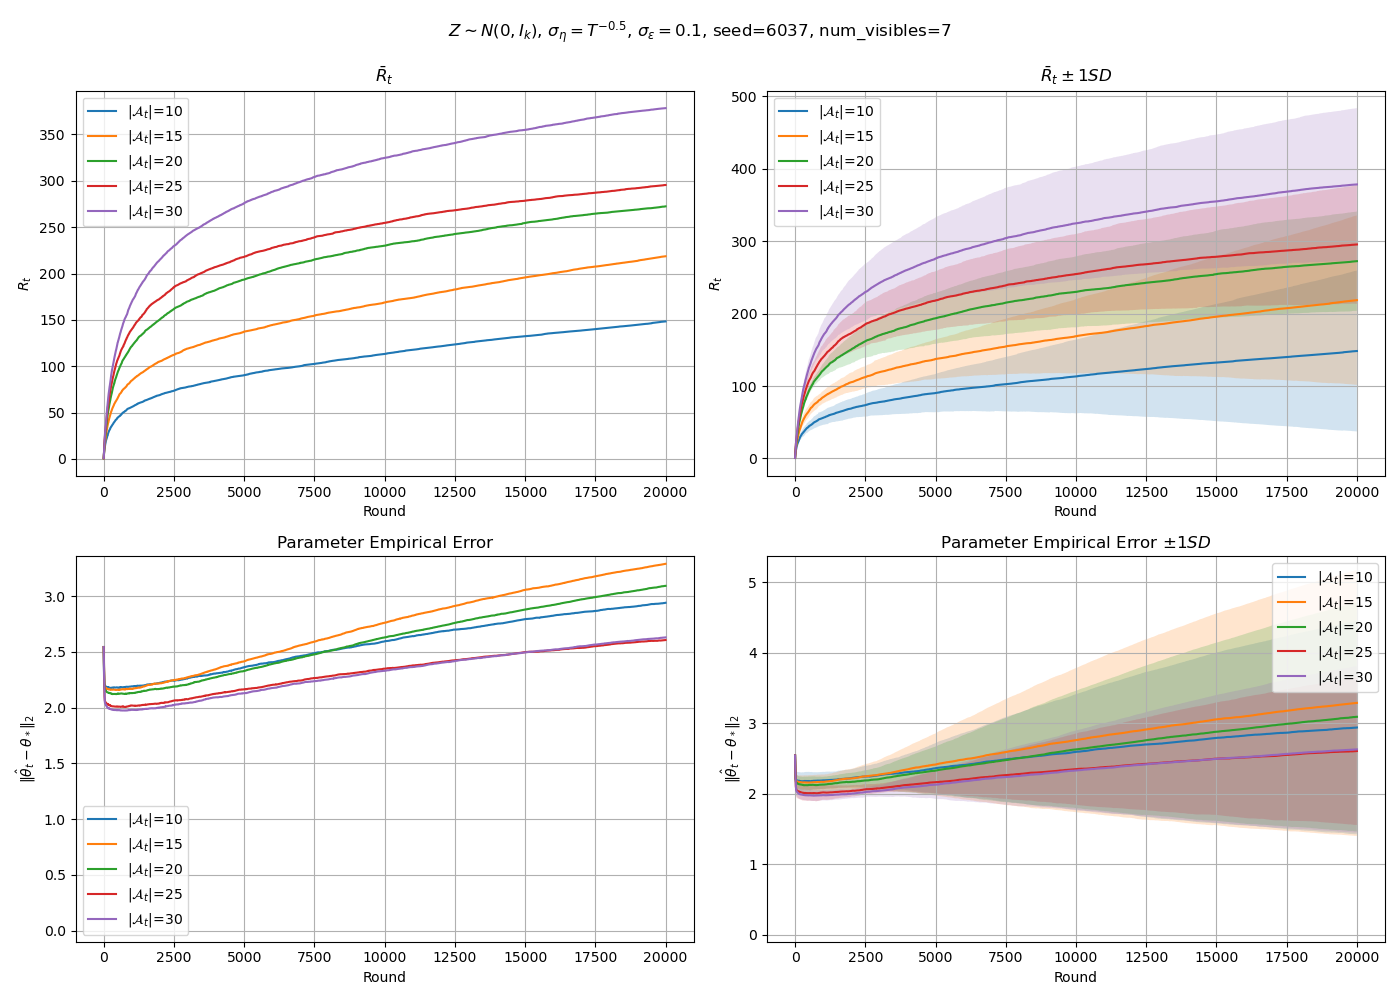 Z ∼ N(0, I_k), σ_η = T^{−0.5}, σ_ε = 0.1, seed=6037, num_visibles=7
R̄_t
R_t
350
300
250
200
150
100
50
0
|𝒜_t|=10
|𝒜_t|=15
|𝒜_t|=20
|𝒜_t|=25
|𝒜_t|=30
0 2500 5000 7500 10000 12500 15000 17500 20000
Round
R̄_t ± 1SD
R_t
500
400
300
200
100
0
|𝒜_t|=10
|𝒜_t|=15
|𝒜_t|=20
|𝒜_t|=25
|𝒜_t|=30
0 2500 5000 7500 10000 12500 15000 17500 20000
Round
Parameter Empirical Error
‖θ̂_t − θ_*‖_2
3.0
2.5
2.0
1.5
1.0
0.5
0.0
|𝒜_t|=10
|𝒜_t|=15
|𝒜_t|=20
|𝒜_t|=25
|𝒜_t|=30
0 2500 5000 7500 10000 12500 15000 17500 20000
Round
Parameter Empirical Error ±1SD
‖θ̂_t − θ_*‖_2
5
4
3
2
1
0
|𝒜_t|=10
|𝒜_t|=15
|𝒜_t|=20
|𝒜_t|=25
|𝒜_t|=30
0 2500 5000 7500 10000 12500 15000 17500 20000
Round